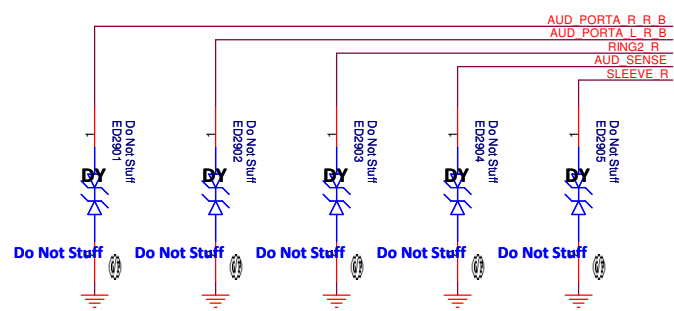 AUD_PORTA_R_R_B
AUD_PORTA_L_R_B
RING2_R
AUD_SENSE
SLEEVE_R
1
Do Not Stuff
ED2901
1
Do Not Stuff
ED2902
1
Do Not Stuff
ED2903
1
Do Not Stuff
ED2904
1
Do Not Stuff
ED2905
DY
DY
DY
DY
DY
Do Not Stuff
Do Not Stuff
Do Not Stuff
Do Not Stuff
Do Not Stuff